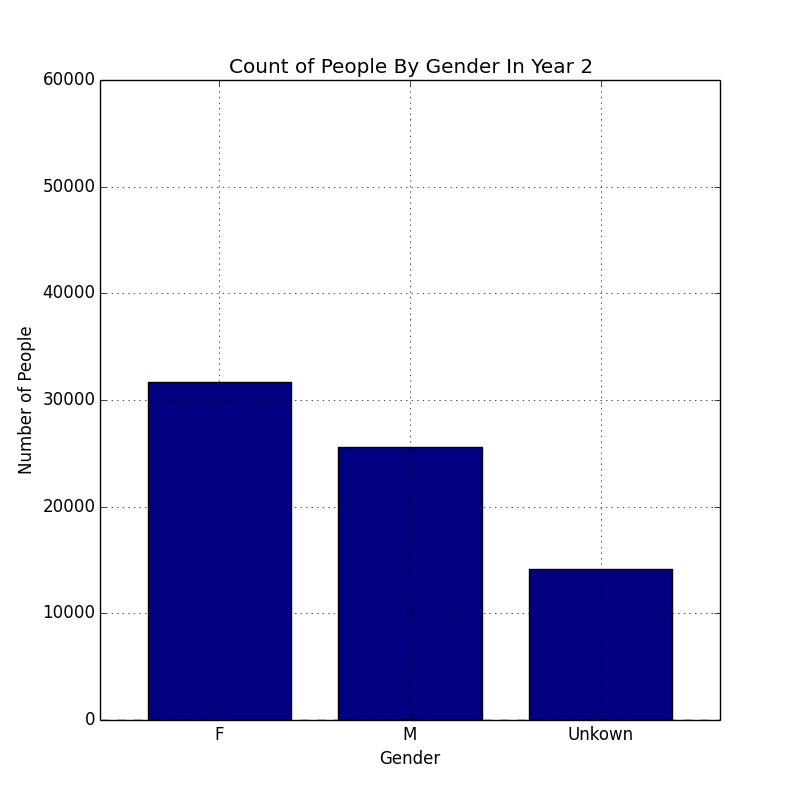 Count of People By Gender In Year 2
60000
50000
40000
30000
20000
10000
0
Number of People
F M Unkown
Gender